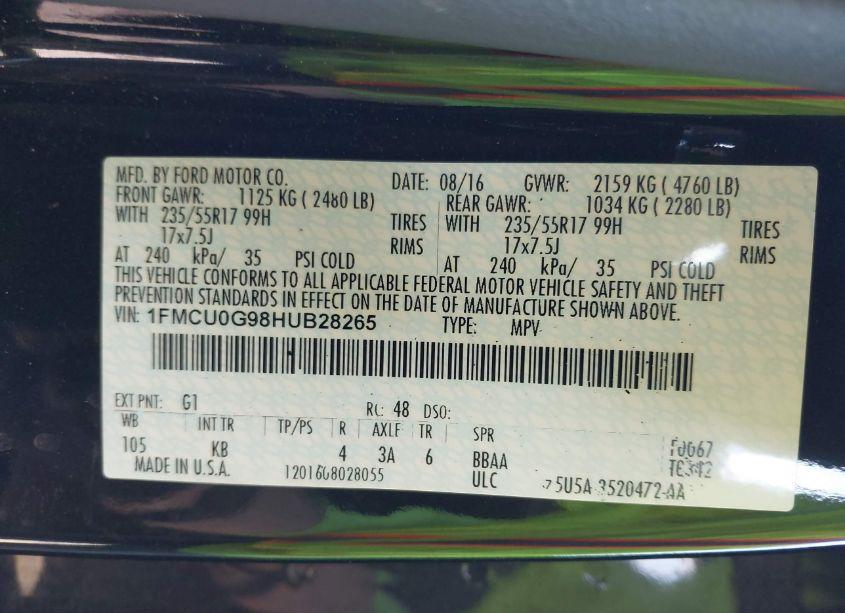 MFD. BY FORD MOTOR CO. DATE: 08/16 GVWR: 2159 KG ( 4760 LB)
FRONT GAWR: 1125 KG ( 2480 LB) REAR GAWR: 1034 KG ( 2280 LB)
WITH 235/55R17 99H TIRES WITH 235/55R17 99H TIRES
17x7.5J RIMS 17x7.5J RIMS
AT 240 kPa/ 35 PSI COLD AT 240 kPa/ 35 PSI COLD
THIS VEHICLE CONFORMS TO ALL APPLICABLE FEDERAL MOTOR VEHICLE SAFETY AND THEFT
PREVENTION STANDARDS IN EFFECT ON THE DATE OF MANUFACTURE SHOWN ABOVE.
VIN: 1FMCU0G98HUB28265 TYPE: MPV
EXT PNT: G1 RC: 48 DSO:
WB INT TR TP/PS R AXLE TR SPR
105 KB 4 3A 6 BBAA
MADE IN U.S.A. 1201608028055 ULC